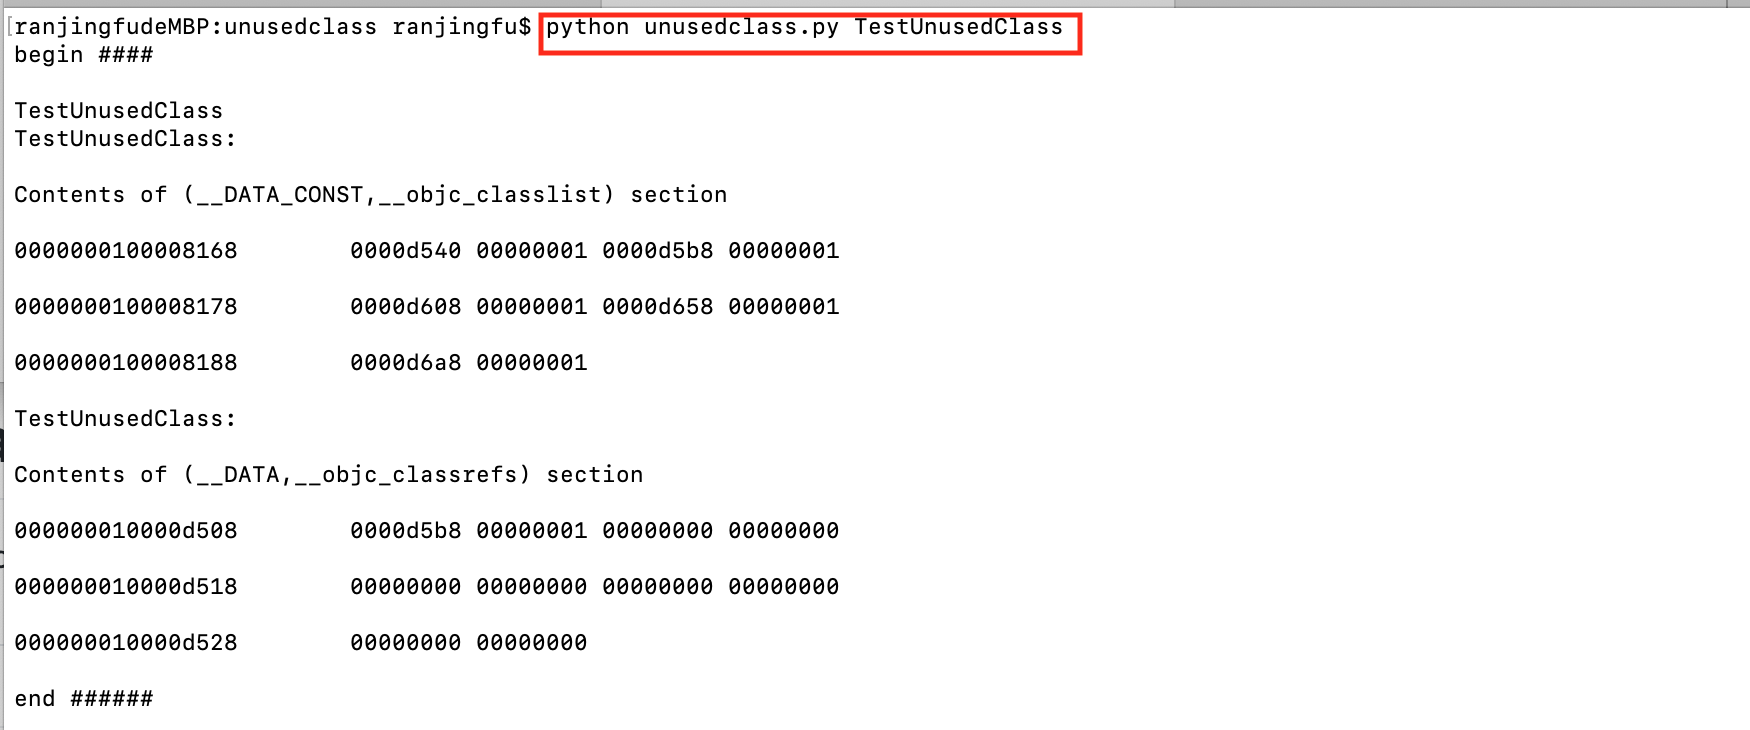 [ranjingfudeMBP:unusedclass ranjingfu$ python unusedclass.py TestUnusedClass
begin ####
TestUnusedClass
TestUnusedClass:
Contents of (__DATA_CONST,__objc_classlist) section
0000000100008168	0000d540 00000001 0000d5b8 00000001
0000000100008178	0000d608 00000001 0000d658 00000001
0000000100008188	0000d6a8 00000001
TestUnusedClass:
Contents of (__DATA,__objc_classrefs) section
000000010000d508	0000d5b8 00000001 00000000 00000000
000000010000d518	00000000 00000000 00000000 00000000
000000010000d528	00000000 00000000
end ######